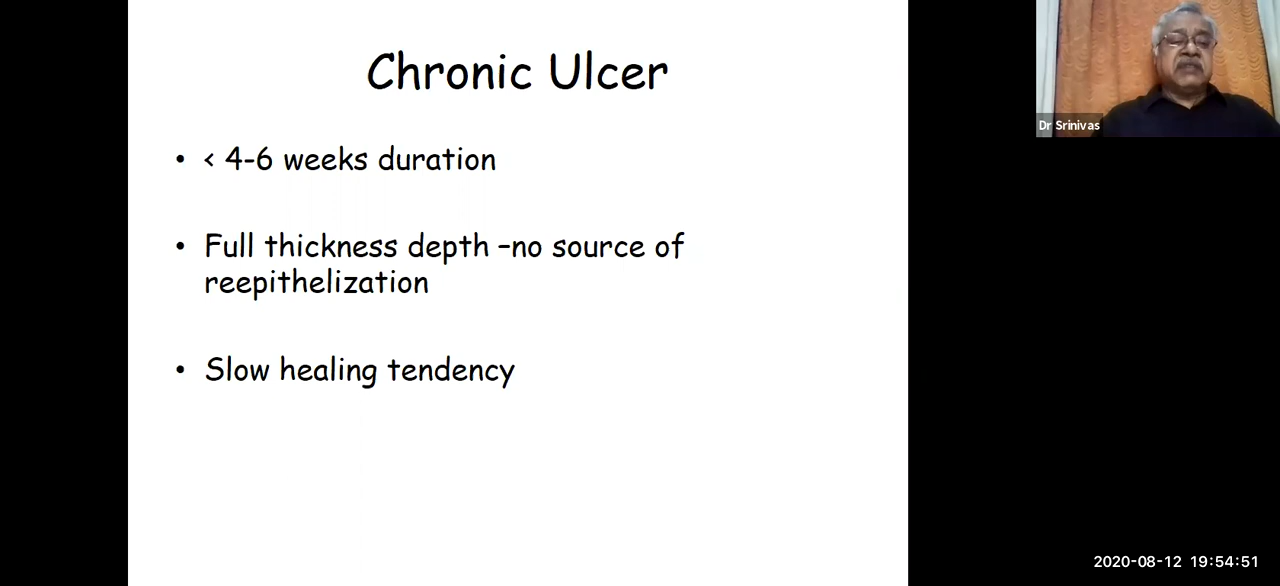 Chronic Ulcer
• < 4-6 weeks duration
• Full thickness depth –no source of
reepithelization
• Slow healing tendency
Dr Srinivas
2020-08-12 19:54:51